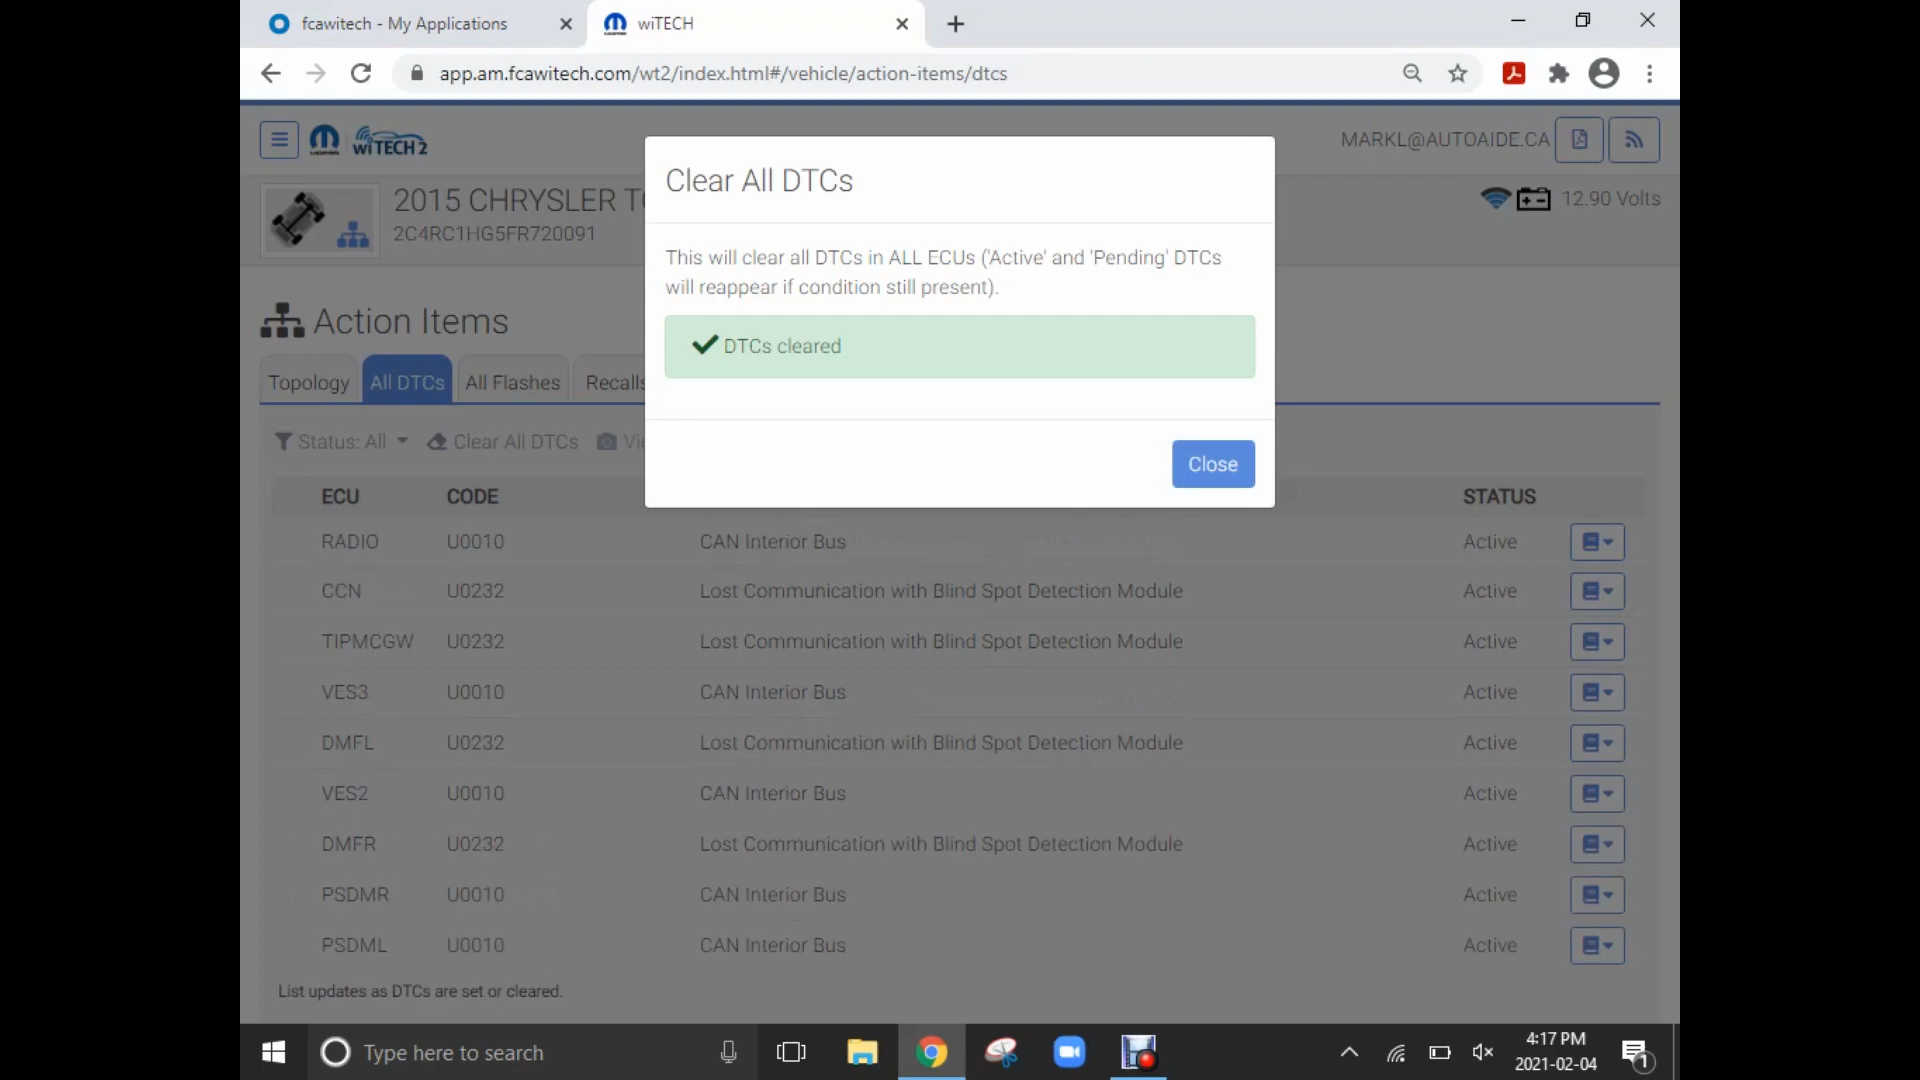 fcawitech - My Applications
wiTECH
app.am.fcawitech.com/wt2/index.html#/vehicle/action-items/dtcs
wiTECH 2
MARKL@AUTOAIDE.CA
2015 CHRYSLER
2C4RC1HG5FR720091
12.90 Volts
Clear All DTCs
This will clear all DTCs in ALL ECUs ('Active' and 'Pending' DTCs
will reappear if condition still present).
DTCs cleared
Close
Action Items
Topology All DTCs All Flashes Recalls
Status: All Clear All DTCs
ECU CODE STATUS
RADIO U0010 CAN Interior Bus Active
CCN U0232 Lost Communication with Blind Spot Detection Module Active
TIPMCGW U0232 Lost Communication with Blind Spot Detection Module Active
VES3 U0010 CAN Interior Bus Active
DMFL U0232 Lost Communication with Blind Spot Detection Module Active
VES2 U0010 CAN Interior Bus Active
DMFR U0232 Lost Communication with Blind Spot Detection Module Active
PSDMR U0010 CAN Interior Bus Active
PSDML U0010 CAN Interior Bus Active
List updates as DTCs are set or cleared.
Type here to search
4:17 PM
2021-02-04
1